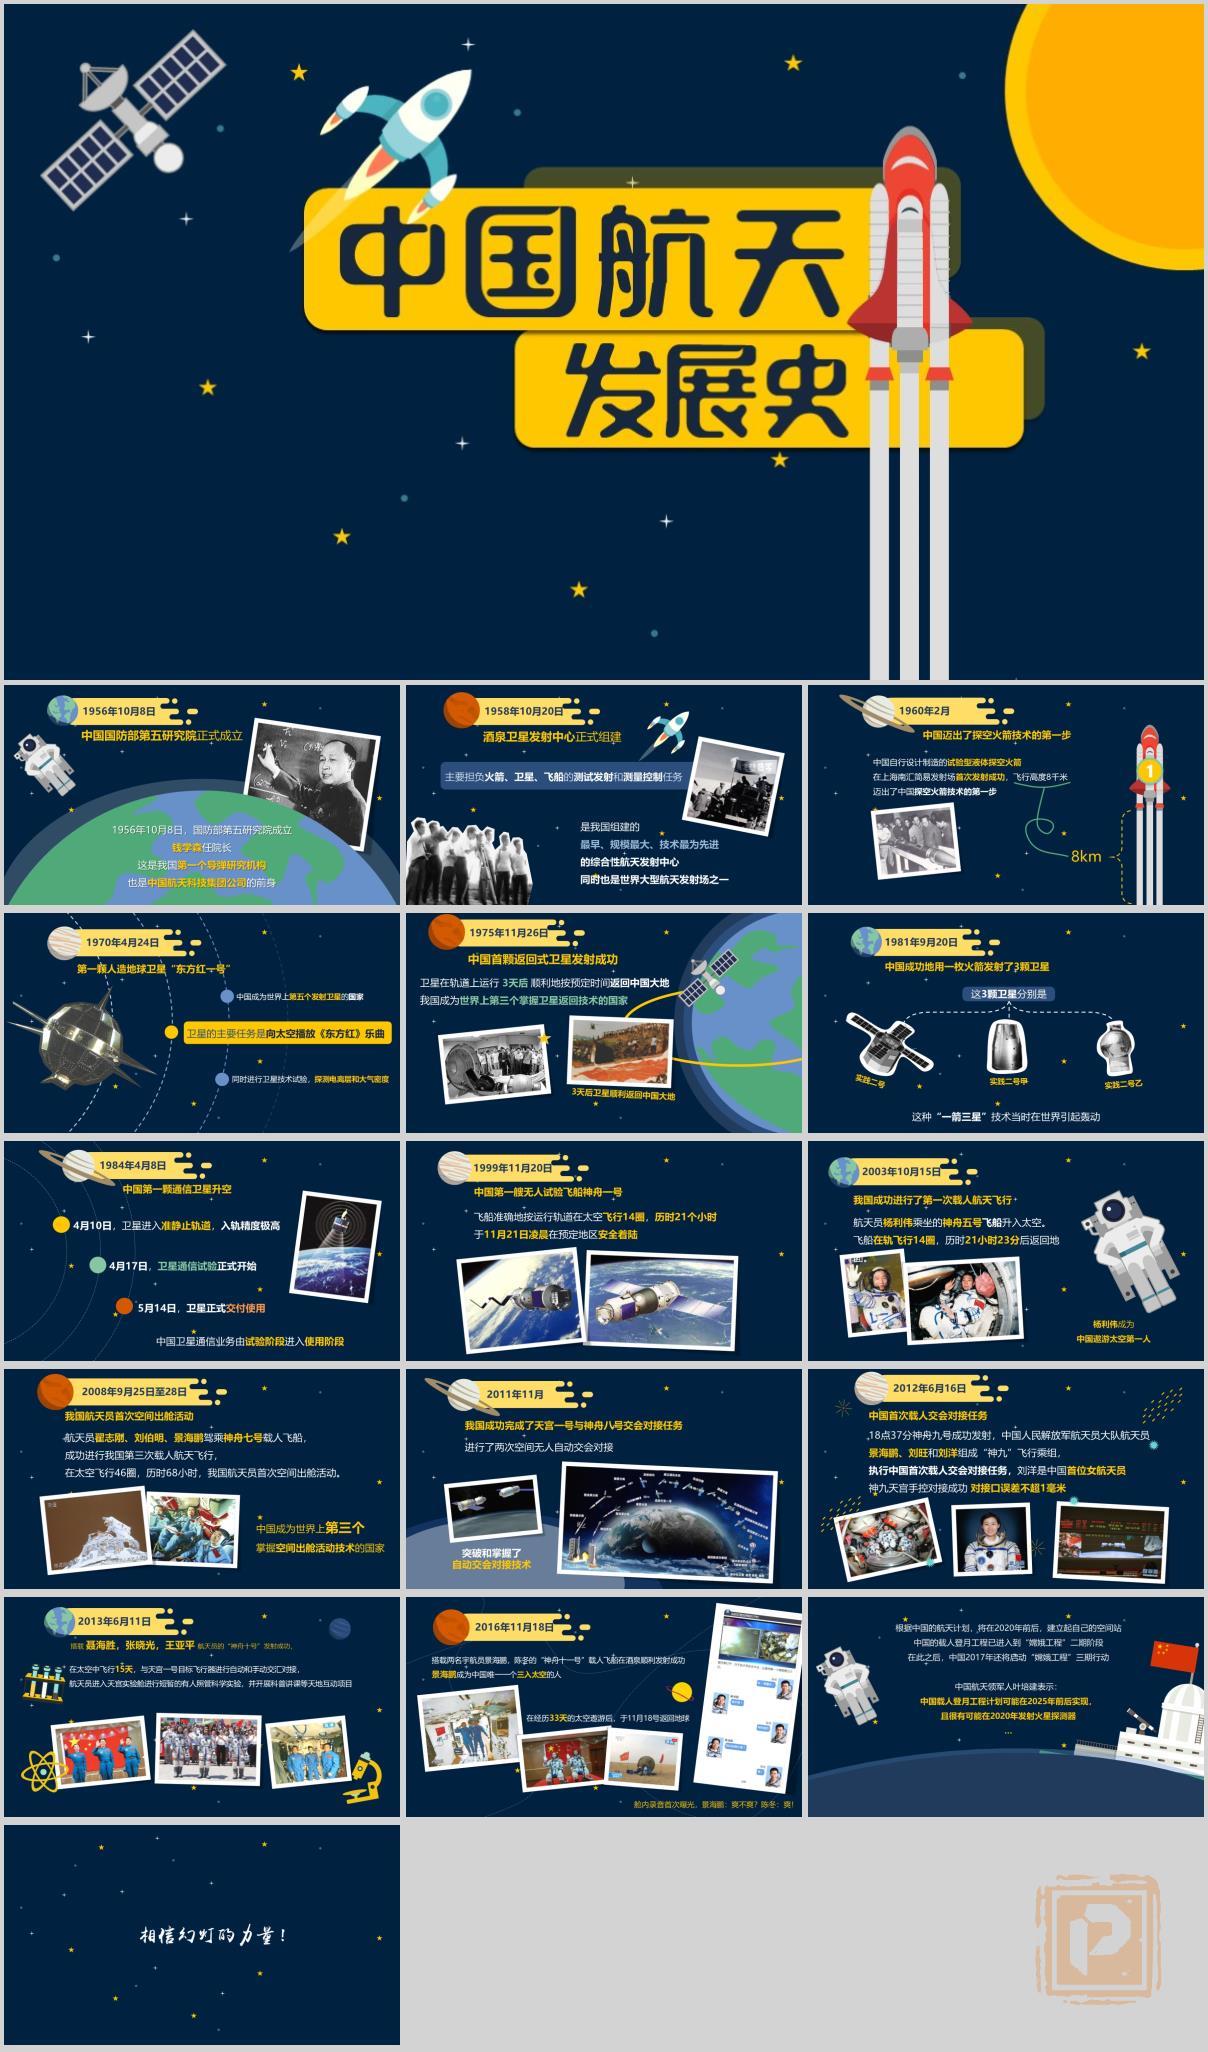 中国航天
发展史
1956年10月8日
中国国防部第五研究院正式成立
1956年10月8日，国防部第五研究院成立
钱学森任院长
这是我国第一个导弹研究机构
也是中国航天科技集团公司的前身
1958年10月20日
酒泉卫星发射中心正式组建
主要担负火箭、卫星、飞船的测试发射和测量控制任务
是我国组建的
最早、规模最大、技术最为先进
的综合性航天发射中心
同时也是世界大型航天发射场之一
1960年2月
中国迈出了探空火箭技术的第一步
中国自行设计制造的试验型液体探空火箭
在上海南汇简易发射场首次发射成功，飞行高度8千米
迈出了中国探空火箭技术的第一步
1
8km
1970年4月24日
第一颗人造地球卫星“东方红一号”
中国成为世界上第五个发射卫星的国家
卫星的主要任务是向太空播放《东方红》乐曲
同时进行卫星技术试验，探测电离层和大气密度
1975年11月26日
中国首颗返回式卫星发射成功
卫星在轨道上运行 3天后 顺利地按预定时间返回中国大地
我国成为世界上第三个掌握卫星返回技术的国家
3天后卫星顺利返回中国大地
1981年9月20日
中国成功地用一枚火箭发射了3颗卫星
这3颗卫星分别是
实践二号
实践二号甲
实践二号乙
这种“一箭三星”技术当时在世界引起轰动
1984年4月8日
中国第一颗通信卫星升空
4月10日，卫星进入准静止轨道，入轨精度极高
4月17日，卫星通信试验正式开始
5月14日，卫星正式交付使用
中国卫星通信业务由试验阶段进入使用阶段
1999年11月20日
中国第一艘无人试验飞船神舟一号
飞船准确地按运行轨道在太空飞行14圈，历时21个小时
于11月21日凌晨在预定地区安全着陆
2003年10月15日
我国成功进行了第一次载人航天飞行
航天员杨利伟乘坐的神舟五号飞船升入太空。
飞船在轨飞行14圈，历时21小时23分后返回地
杨利伟成为
中国遨游太空第一人
2008年9月25日至28日
我国航天员首次空间出舱活动
航天员翟志刚、刘伯明、景海鹏驾乘神舟七号载人飞船，
成功进行我国第三次载人航天飞行，
在太空飞行46圈，历时68小时，我国航天员首次空间出舱活动。
中国成为世界上第三个
掌握空间出舱活动技术的国家
2011年11月
我国成功完成了天宫一号与神舟八号交会对接任务
进行了两次空间无人自动交会对接
突破和掌握了
自动交会对接技术
2012年6月16日
中国首次载人交会对接任务
18点37分神舟九号成功发射，中国人民解放军航天员大队航天员
景海鹏、刘旺和刘洋组成“神九”飞行乘组，
执行中国首次载人交会对接任务，刘洋是中国首位女航天员
神九天宫手控对接成功 对接口误差不超1毫米
2013年6月11日
搭载 聂海胜，张晓光，王亚平 航天员的“神舟十号”发射成功，
在太空中飞行15天，与天宫一号目标飞行器进行自动和手动交汇对接，
航天员进入天宫实验舱进行短暂的有人照管科学实验，并开展科普讲课等天地互动项目
2016年11月18日
搭载两名宇航员景海鹏，陈冬的“神舟十一号”载人飞船在酒泉顺利发射成功
景海鹏成为中国唯一一个三入太空的人
在经历33天的太空遨游后，于11月18号返回地球
舱内录音首次曝光，景海鹏：爽不爽？陈冬：爽！
根据中国的航天计划，将在2020年前后，建立起自己的空间站
中国的载人登月工程已进入到“嫦娥工程”二期阶段
在此之后，中国2017年还将启动“嫦娥工程”三期行动
中国航天领军人叶培建表示：
中国载人登月工程计划可能在2025年前后实现，
且很有可能在2020年发射火星探测器
...
相信幻灯的力量！